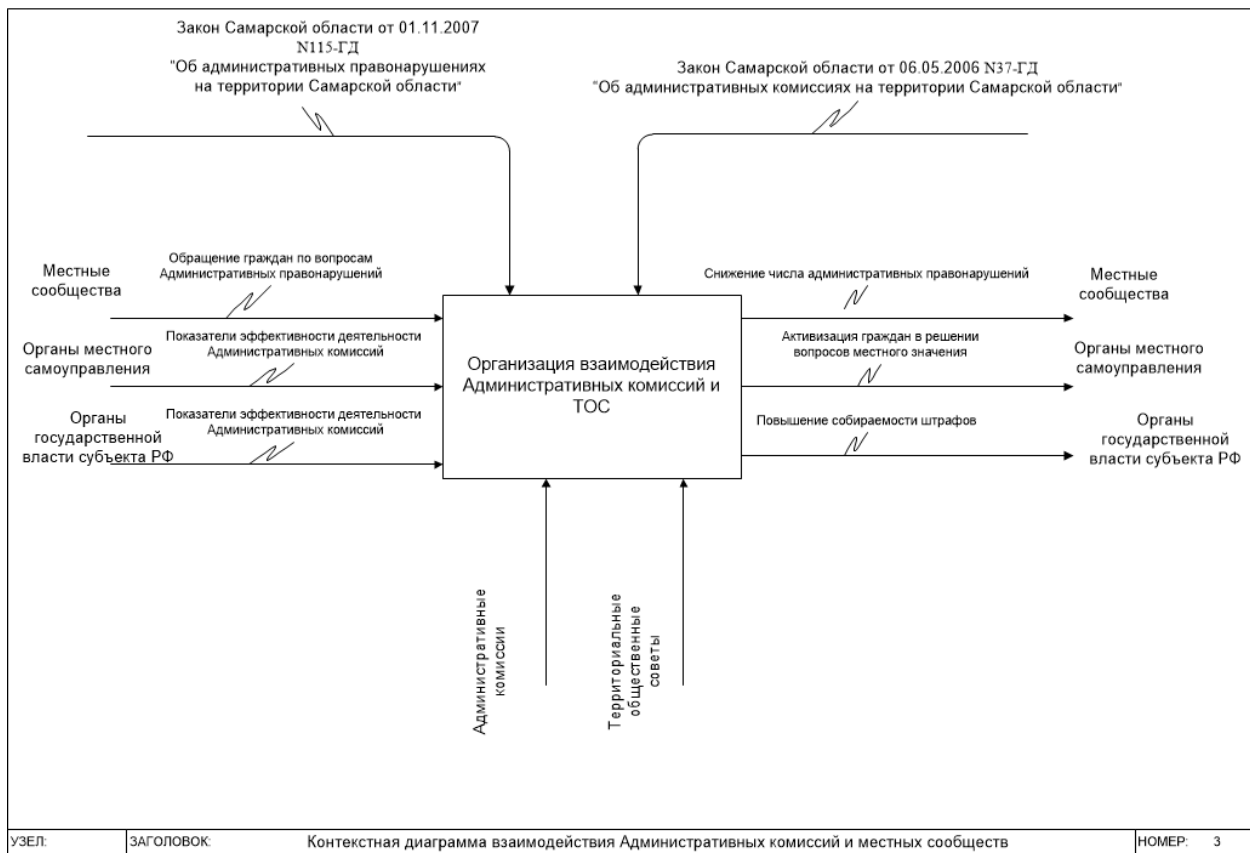 Закон Самарской области от 01.11.2007
N115-ГД
"Об административных правонарушениях
на территории Самарской области"
Закон Самарской области от 06.05.2006 N37-ГД
"Об административных комиссиях на территории Самарской области"
Местные
сообщества
Обращение граждан по вопросам
Административных правонарушений
Органы местного
самоуправления
Показатели эффективности деятельности
Административных комиссий
Органы
государственной
власти субъекта РФ
Показатели эффективности деятельности
Административных комиссий
Организация взаимодействия
Административных комиссий и
ТОС
Снижение числа административных правонарушений
Местные
сообщества
Активизация граждан в решении
вопросов местного значения
Органы местного
самоуправления
Повышение собираемости штрафов
Органы
государственной
власти субъекта РФ
Административные
комиссии
Территориальные
общественные
советы
УЗЕЛ:
ЗАГОЛОВОК:
Контекстная диаграмма взаимодействия Административных комиссий и местных сообществ
НОМЕР: 3